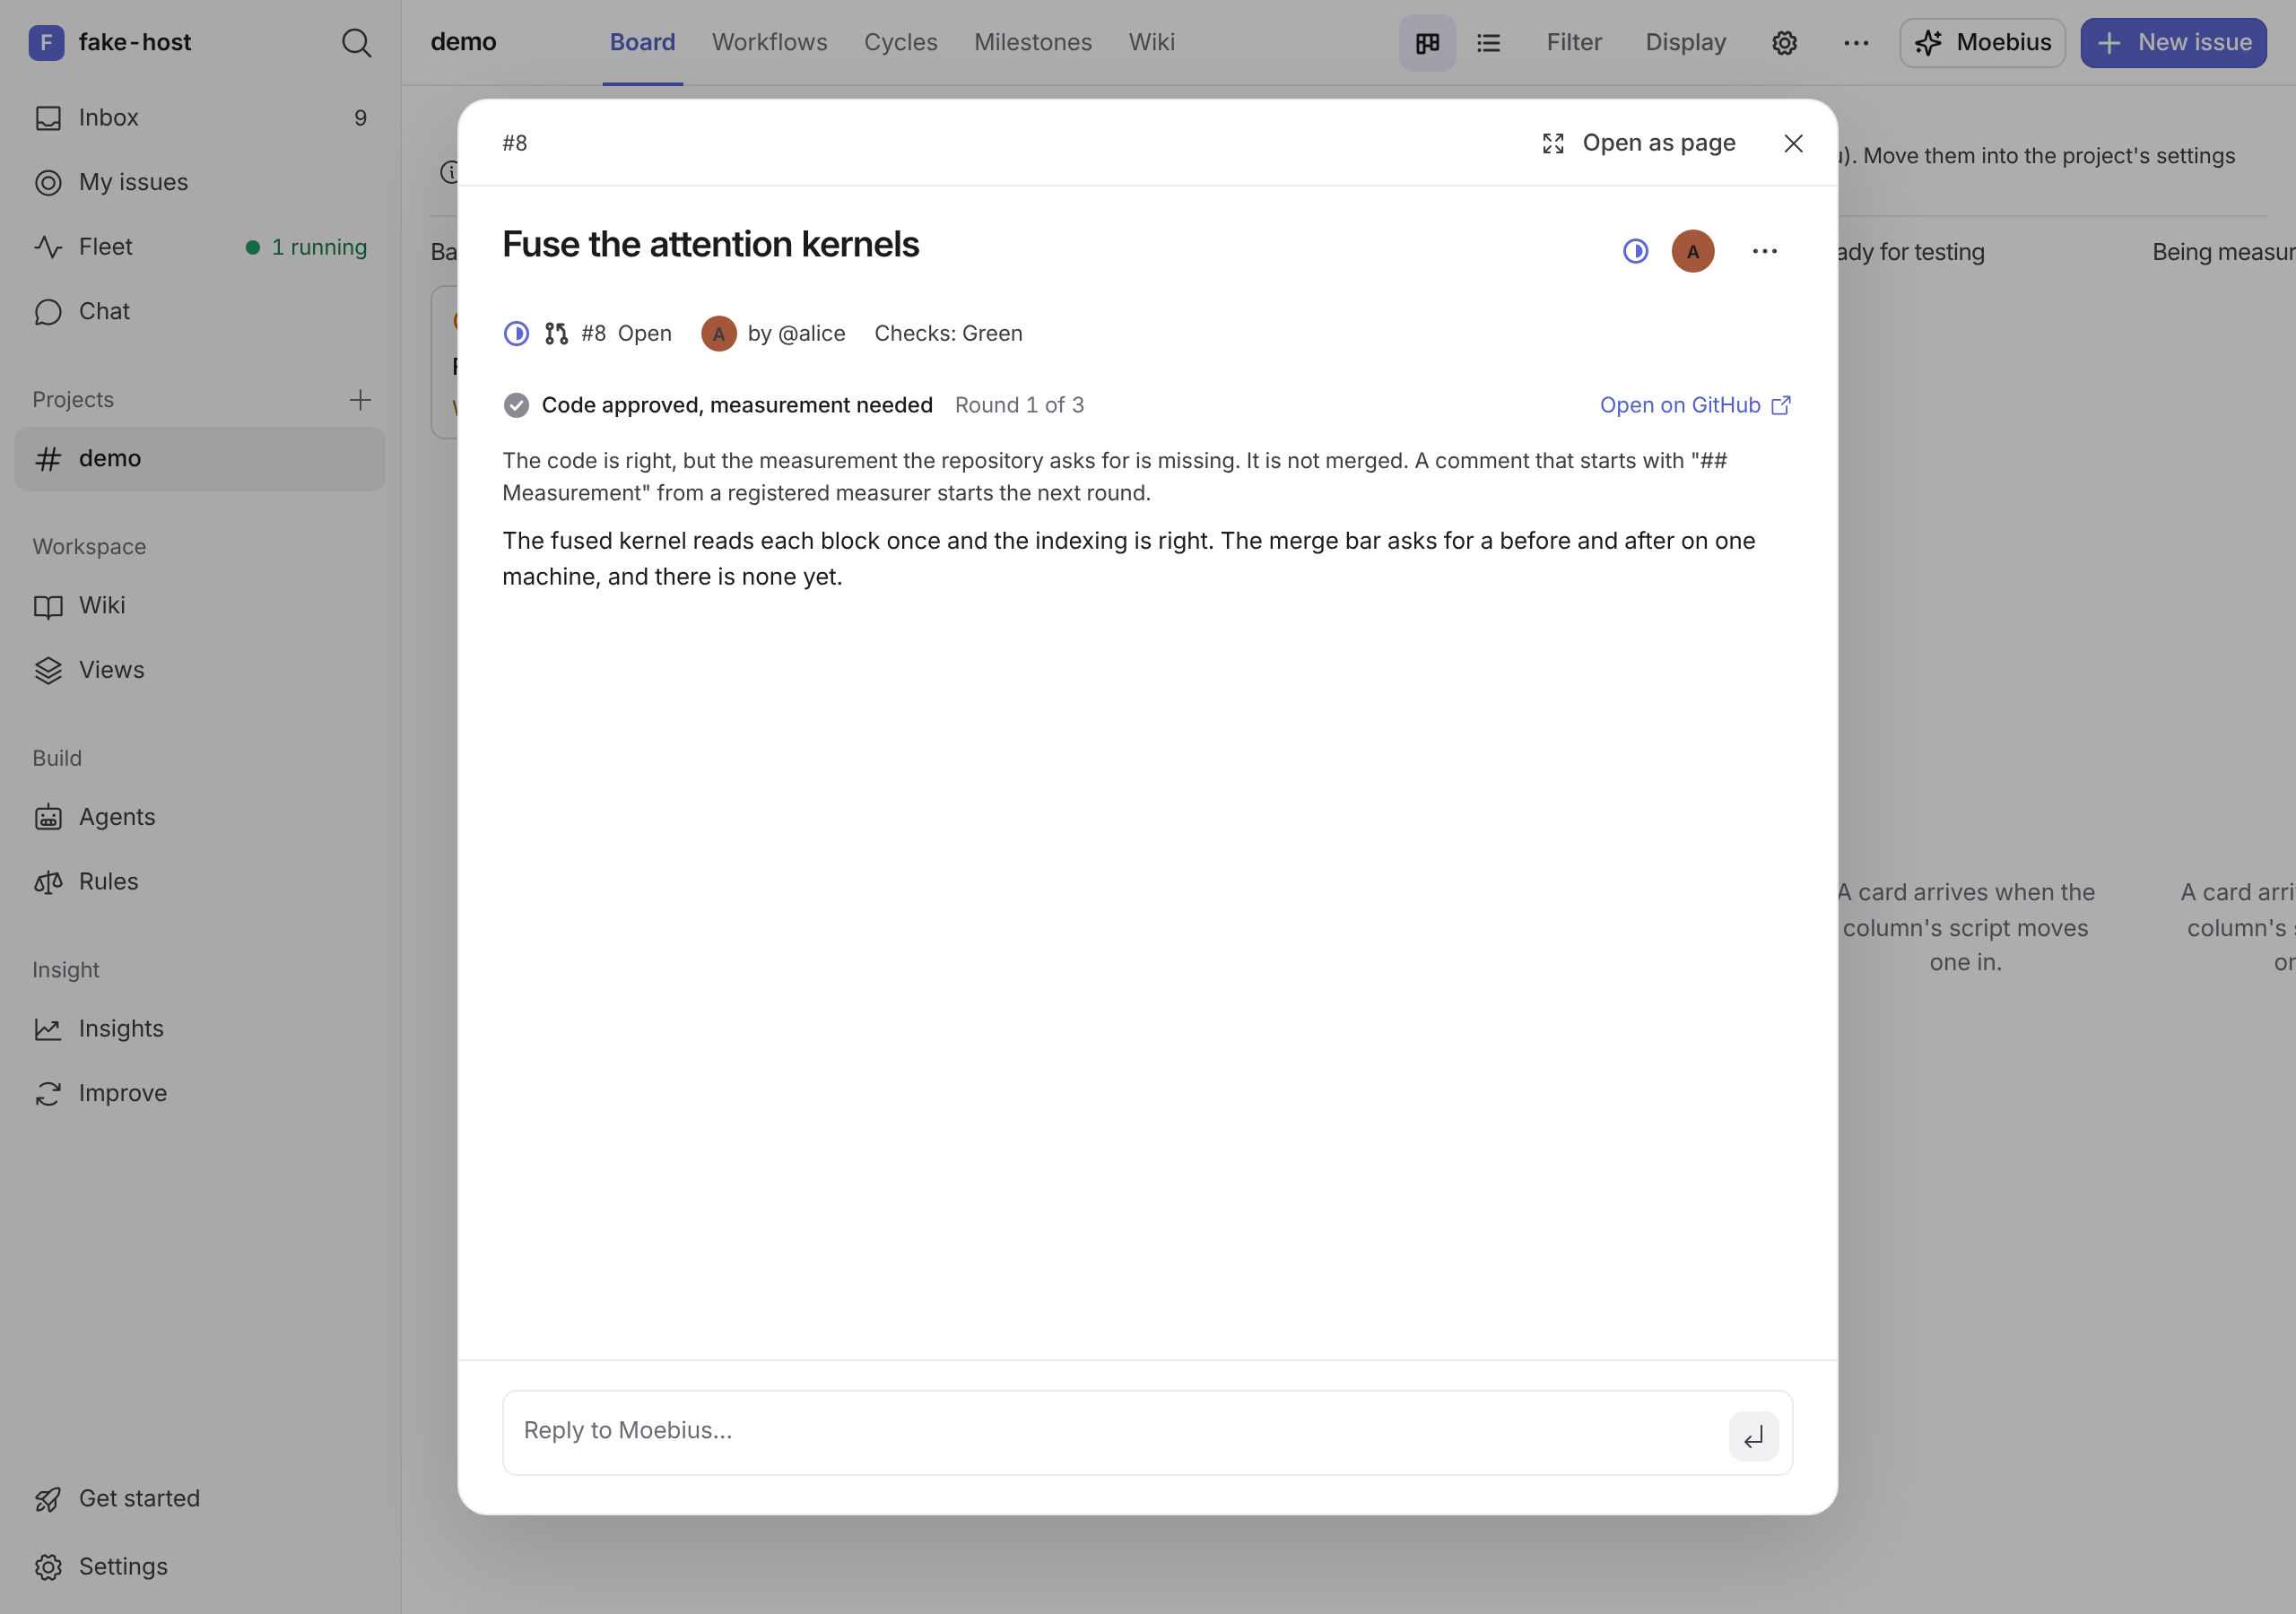 F fake-host
Inbox 9
My issues
Fleet 1 running
Chat
Projects
demo
Workspace
Wiki
Views
Build
Agents
Rules
Insight
Insights
Improve
Get started
Settings
demo Board Workflows Cycles Milestones Wiki Filter Display Moebius New issue
Move them into the project's settings
for testing
Being
#8 Open as page
Fuse the attention kernels
A
#8 Open A by @alice Checks: Green
Code approved, measurement needed Round 1 of 3 Open on GitHub
The code is right, but the measurement the repository asks for is missing. It is not merged. A comment that starts with "##
Measurement" from a registered measurer starts the next round.
The fused kernel reads each block once and the indexing is right. The merge bar asks for a before and after on one
machine, and there is none yet.
Reply to Moebius...
A card arrives when the
column's script moves
one in.
A card
column's